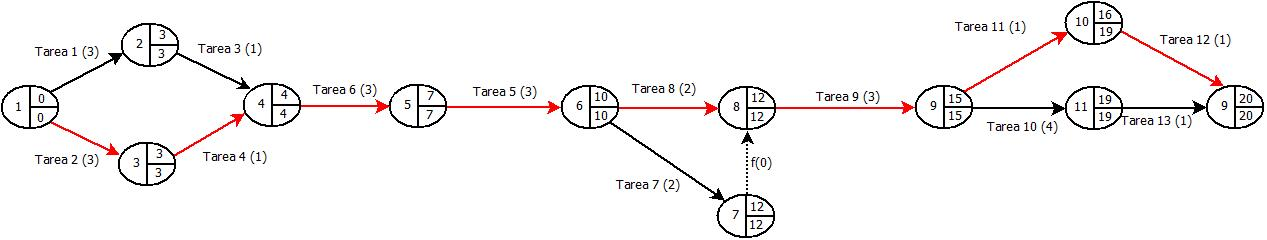 Tarea 1 (3)
2
3
3
Tarea 3 (1)
1
0
0
Tarea 2 (3)
3
3
3
Tarea 4 (1)
4
4
4
Tarea 6 (3)
5
7
7
Tarea 5 (3)
6
10
10
Tarea 8 (2)
Tarea 7 (2)
8
12
12
f(0)
7
12
12
Tarea 9 (3)
9
15
15
Tarea 11 (1)
10
16
19
Tarea 12 (1)
Tarea 10 (4)
11
19
19
Tarea 13 (1)
9
20
20